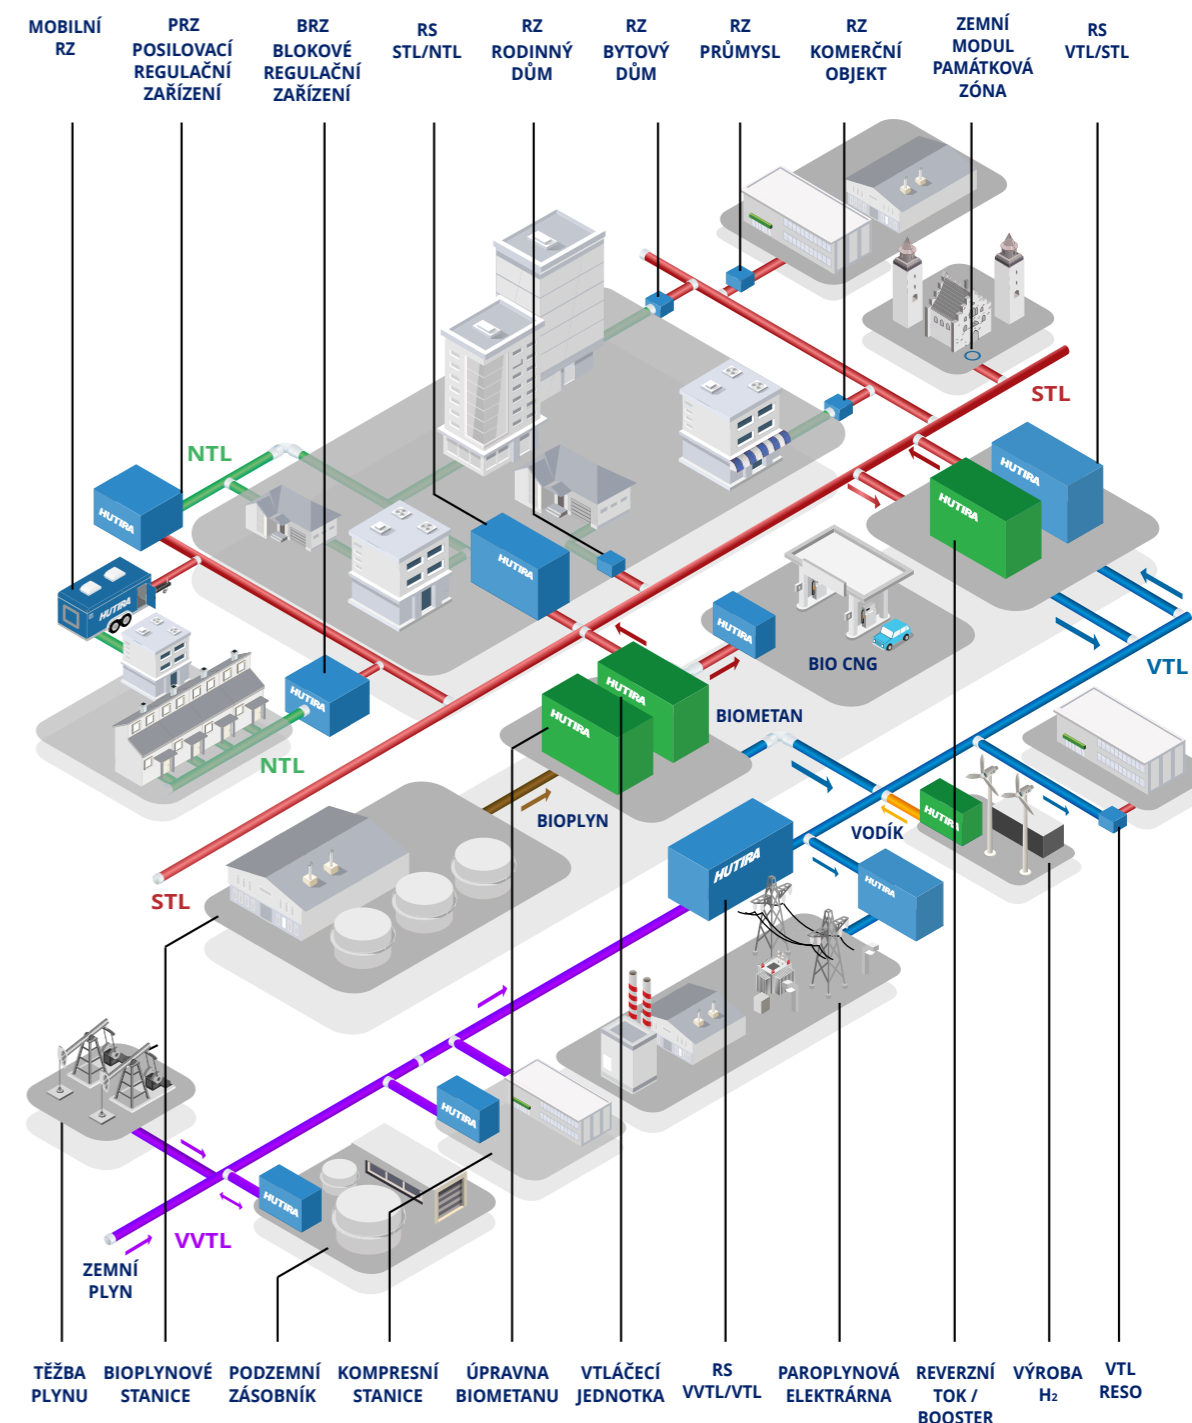 MOBILNÍ
RZ
PRZ
POSILOVACÍ
REGULAČNÍ
ZAŘÍZENÍ
BRZ
BLOKOVÉ
REGULAČNÍ
ZAŘÍZENÍ
RS
STL/NTL
RZ
RODINNÝ
DŮM
RZ
BYTOVÝ
DŮM
RZ
PRŮMYSL
RZ
KOMERČNÍ
OBJEKT
ZEMNÍ
MODUL
PAMÁTKOVÁ
ZÓNA
RS
VTL/STL
STL
NTL
HUTIRA
HUTIRA
HUTIRA
HUTIRA
HUTIRA
HUTIRA
HUTIRA
BIO CNG
VTL
HUTIRA
HUTIRA
HUTIRA
BIOMETAN
NTL
BIOPLYN
VODÍK
HUTIRA
HUTIRA
HUTIRA
STL
HUTIRA
HUTIRA
VVTL
ZEMNÍ
PLYN
TĚŽBA
PLYNU
BIOPLYNOVÉ
STANICE
PODZEMNÍ
ZÁSOBNÍK
KOMPRESNÍ
STANICE
ÚPRAVNA
BIOMETANU
VTLÁČECÍ
JEDNOTKA
RS
VVTL/VTL
PAROPLYNOVÁ
ELEKTRÁRNA
REVERZNÍ
TOK /
BOOSTER
VÝROBA
H₂
VTL
RESO